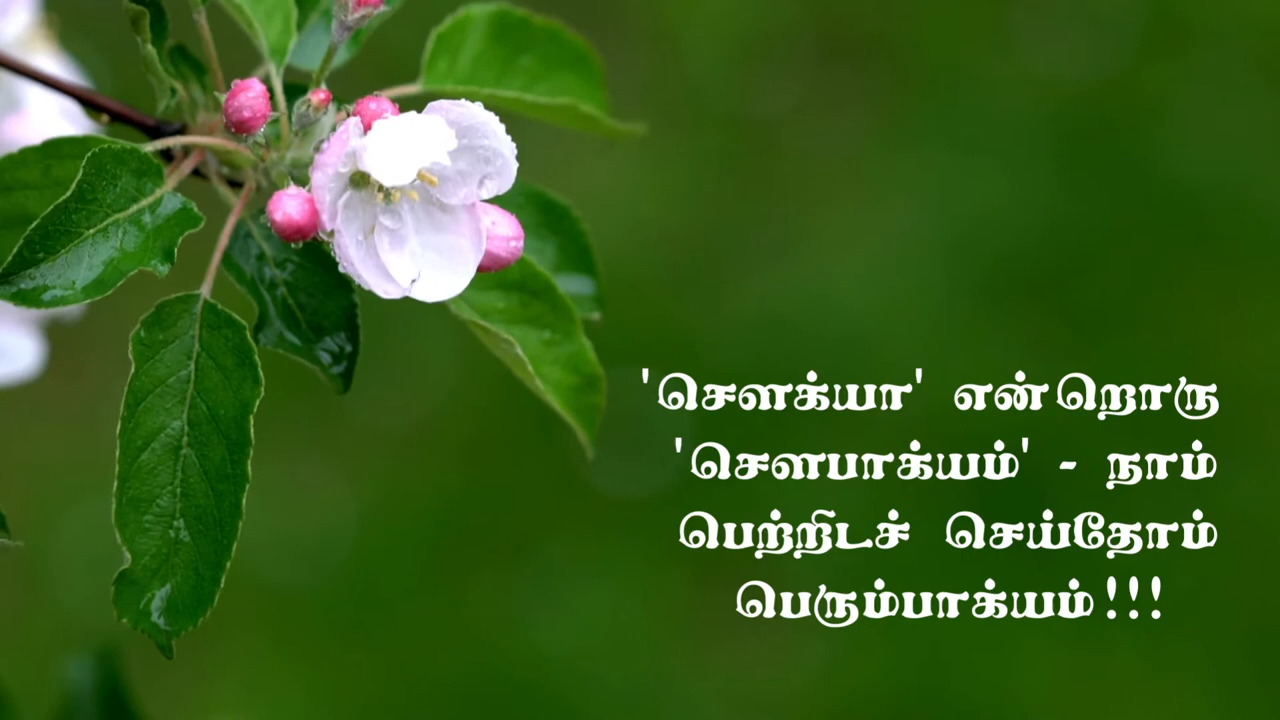 'சௌக்யா' என்றொரு
'சௌபாக்யம்' - நாம்
பெற்றிடச் செய்தோம்
பெரும்பாக்யம்!!!